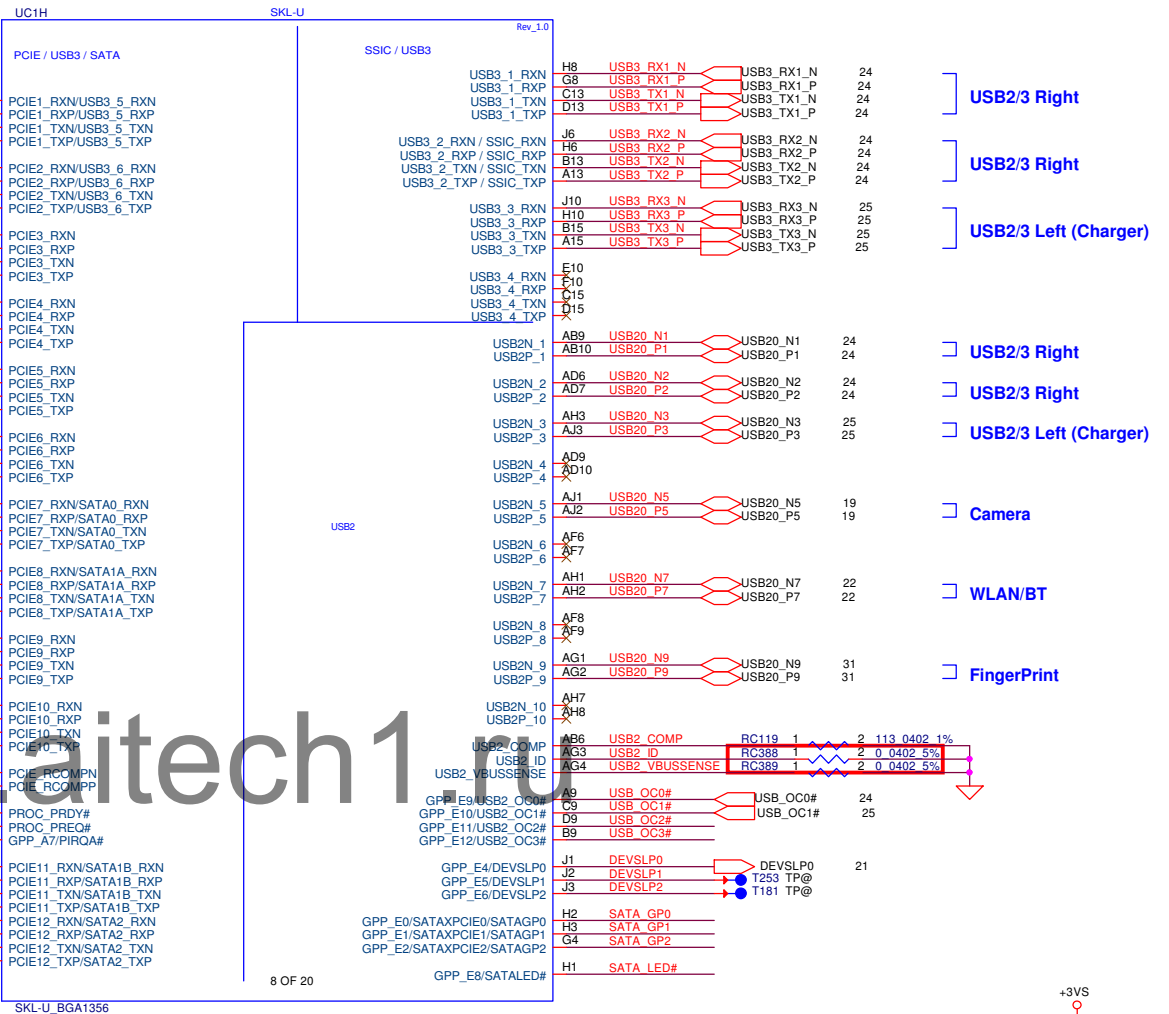 UC1H
SKL-U
Rev_1.0
PCIE / USB3 / SATA
SSIC / USB3
USB2
PCIE1_RXN/USB3_5_RXN
PCIE1_RXP/USB3_5_RXP
PCIE1_TXN/USB3_5_TXN
PCIE1_TXP/USB3_5_TXP
PCIE2_RXN/USB3_6_RXN
PCIE2_RXP/USB3_6_RXP
PCIE2_TXN/USB3_6_TXN
PCIE2_TXP/USB3_6_TXP
PCIE3_RXN
PCIE3_RXP
PCIE3_TXN
PCIE3_TXP
PCIE4_RXN
PCIE4_RXP
PCIE4_TXN
PCIE4_TXP
PCIE5_RXN
PCIE5_RXP
PCIE5_TXN
PCIE5_TXP
PCIE6_RXN
PCIE6_RXP
PCIE6_TXN
PCIE6_TXP
PCIE7_RXN/SATA0_RXN
PCIE7_RXP/SATA0_RXP
PCIE7_TXN/SATA0_TXN
PCIE7_TXP/SATA0_TXP
PCIE8_RXN/SATA1A_RXN
PCIE8_RXP/SATA1A_RXP
PCIE8_TXN/SATA1A_TXN
PCIE8_TXP/SATA1A_TXP
PCIE9_RXN
PCIE9_RXP
PCIE9_TXN
PCIE9_TXP
PCIE10_RXN
PCIE10_RXP
PCIE10_TXN
PCIE10_TXP
PCIE_RCOMPN
PCIE_RCOMPP
PROC_PRDY#
PROC_PREQ#
GPP_A7/PIRQA#
PCIE11_RXN/SATA1B_RXN
PCIE11_RXP/SATA1B_RXP
PCIE11_TXN/SATA1B_TXN
PCIE11_TXP/SATA1B_TXP
PCIE12_RXN/SATA2_RXN
PCIE12_RXP/SATA2_RXP
PCIE12_TXN/SATA2_TXN
PCIE12_TXP/SATA2_TXP
USB3_1_RXN H8 USB3_RX1_N USB3_RX1_N 24
USB3_1_RXP G8 USB3_RX1_P USB3_RX1_P 24
USB3_1_TXN C13 USB3_TX1_N USB3_TX1_N 24
USB3_1_TXP D13 USB3_TX1_P USB3_TX1_P 24
USB2/3 Right
USB3_2_RXN / SSIC_RXN J6 USB3_RX2_N USB3_RX2_N 24
USB3_2_RXP / SSIC_RXP H6 USB3_RX2_P USB3_RX2_P 24
USB3_2_TXN / SSIC_TXN B13 USB3_TX2_N USB3_TX2_N 24
USB3_2_TXP / SSIC_TXP A13 USB3_TX2_P USB3_TX2_P 24
USB2/3 Right
USB3_3_RXN J10 USB3_RX3_N USB3_RX3_N 25
USB3_3_RXP H10 USB3_RX3_P USB3_RX3_P 25
USB3_3_TXN B15 USB3_TX3_N USB3_TX3_N 25
USB3_3_TXP A15 USB3_TX3_P USB3_TX3_P 25
USB2/3 Left (Charger)
USB3_4_RXN E10
USB3_4_RXP F10
USB3_4_TXN C15
USB3_4_TXP D15
USB2N_1 AB9 USB20_N1 USB20_N1 24
USB2P_1 AB10 USB20_P1 USB20_P1 24
USB2/3 Right
USB2N_2 AD6 USB20_N2 USB20_N2 24
USB2P_2 AD7 USB20_P2 USB20_P2 24
USB2/3 Right
USB2N_3 AH3 USB20_N3 USB20_N3 25
USB2P_3 AJ3 USB20_P3 USB20_P3 25
USB2/3 Left (Charger)
USB2N_4 AD9
USB2P_4 AD10
USB2N_5 AJ1 USB20_N5 USB20_N5 19
USB2P_5 AJ2 USB20_P5 USB20_P5 19
Camera
USB2N_6 AF6
USB2P_6 AF7
USB2N_7 AH1 USB20_N7 USB20_N7 22
USB2P_7 AH2 USB20_P7 USB20_P7 22
WLAN/BT
USB2N_8 AF8
USB2P_8 AF9
USB2N_9 AG1 USB20_N9 USB20_N9 31
USB2P_9 AG2 USB20_P9 USB20_P9 31
FingerPrint
USB2N_10 AH7
USB2P_10 AH8
USB2_COMP AB6 USB2_COMP RC119 1 2 113_0402_1%
USB2_ID AG3 USB2_ID RC388 1 2 0_0402_5%
USB2_VBUSSENSE AG4 USB2_VBUSSENSE RC389 1 2 0_0402_5%
GPP_E9/USB2_OC0# A9 USB_OC0# USB_OC0# 24
GPP_E10/USB2_OC1# C9 USB_OC1# USB_OC1# 25
GPP_E11/USB2_OC2# D9 USB_OC2#
GPP_E12/USB2_OC3# B9 USB_OC3#
GPP_E4/DEVSLP0 J1 DEVSLP0 DEVSLP0 21
GPP_E5/DEVSLP1 J2 DEVSLP1 T253 TP@
GPP_E6/DEVSLP2 J3 DEVSLP2 T181 TP@
GPP_E0/SATAXPCIE0/SATAGP0 H2 SATA_GP0
GPP_E1/SATAXPCIE1/SATAGP1 H3 SATA_GP1
GPP_E2/SATAXPCIE2/SATAGP2 G4 SATA_GP2
GPP_E8/SATALED# H1 SATA_LED#
8 OF 20
SKL-U_BGA1356
+3VS
.aitech1.ru